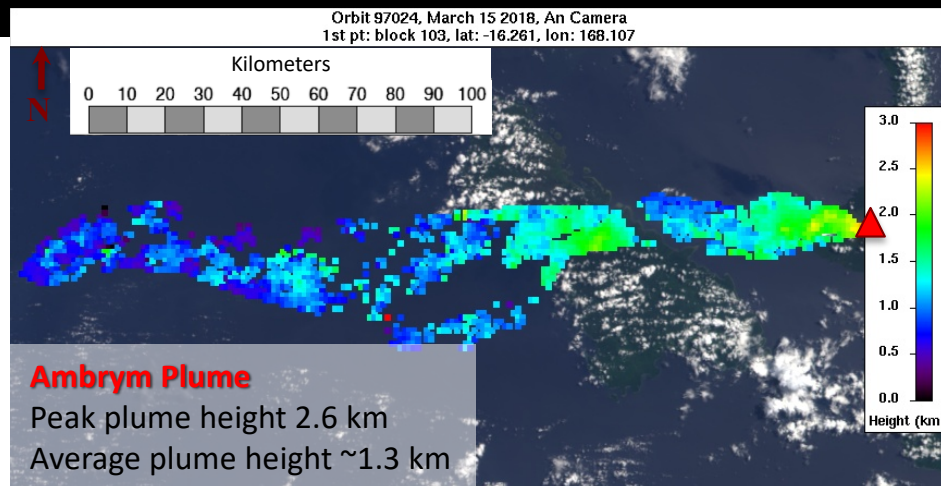 Orbit 97024, March 15 2018, An Camera
1st pt: block 103, lat: -16.261, lon: 168.107
Kilometers
0 10 20 30 40 50 60 70 80 90 100
N
3.0
2.5
2.0
1.5
1.0
0.5
0.0
Height (km
Ambrym Plume
Peak plume height 2.6 km
Average plume height ~1.3 km